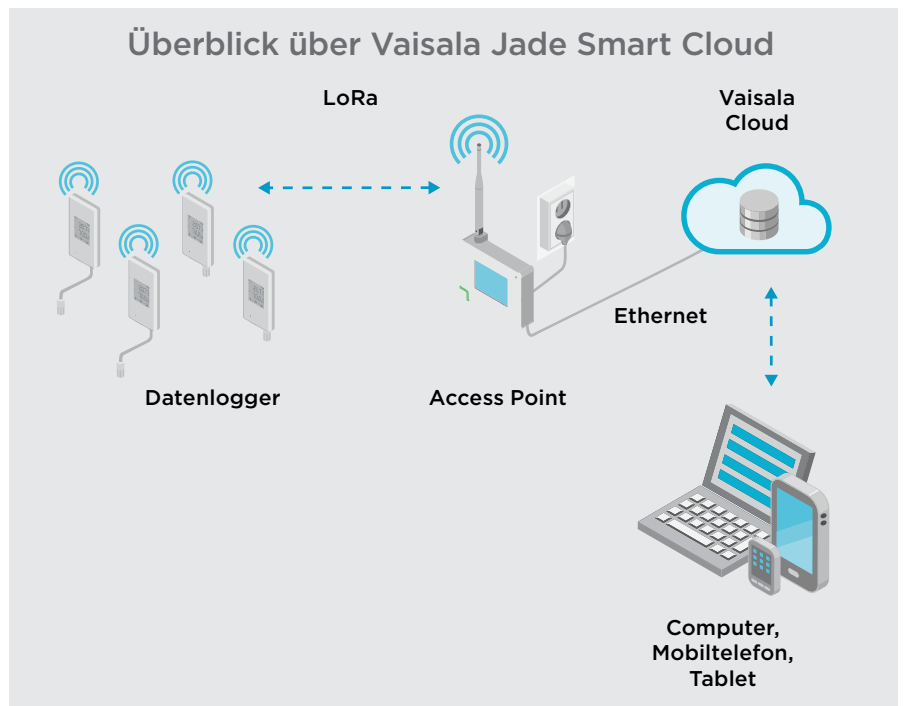 Überblick über Vaisala Jade Smart Cloud
LoRa
Vaisala
Cloud
Ethernet
Datenlogger
Access Point
Computer,
Mobiltelefon,
Tablet